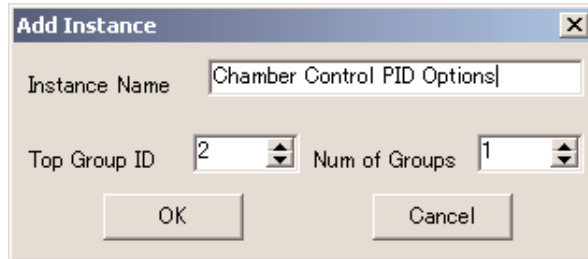 Add Instance
Instance Name Chamber Control PID Options
Top Group ID 2 Num of Groups 1
OK Cancel